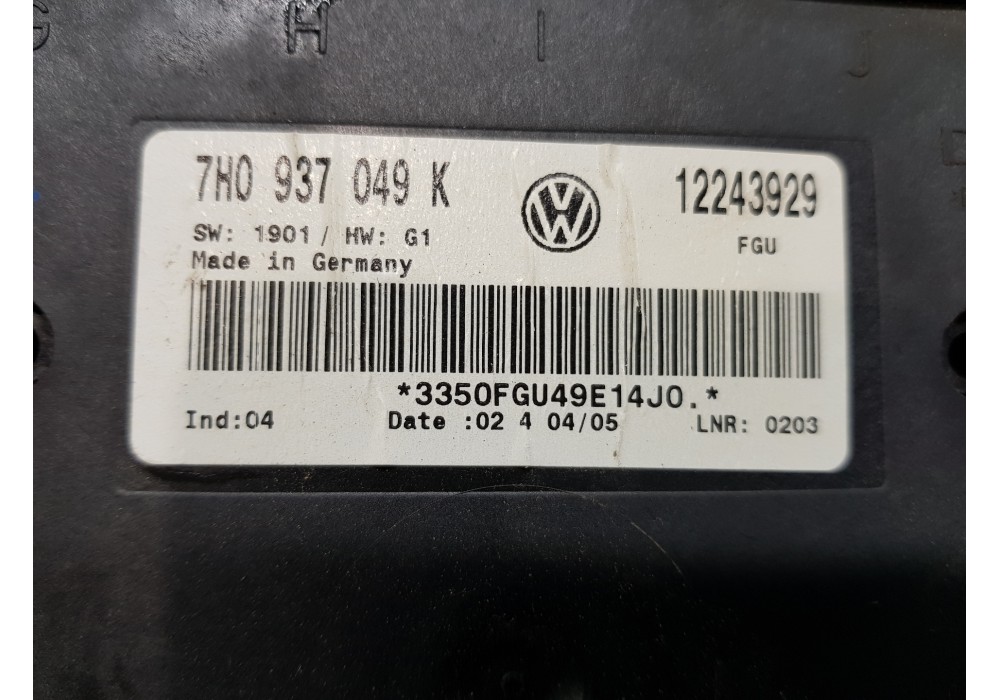 G H I J
7H0 937 049 K
12243929
SW: 1901 / HW: G1
FGU
Made in Germany
*3350FGU49E14J0.*
Ind:04 Date :02 4 04/05 LNR: 0203